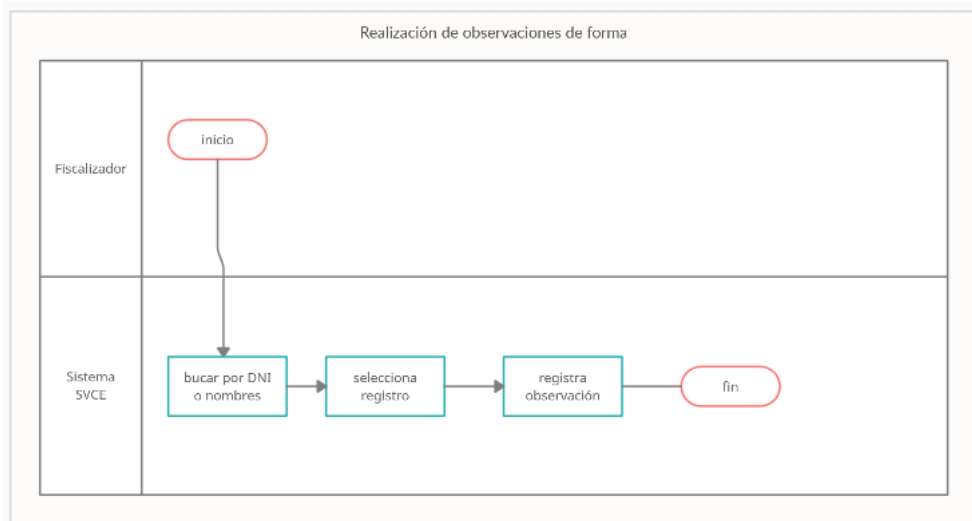 Realización de observaciones de forma
Fiscalizador
inicio
Sistema
SVCE
bucar por DNI
o nombres
selecciona
registro
registra
observación
fin